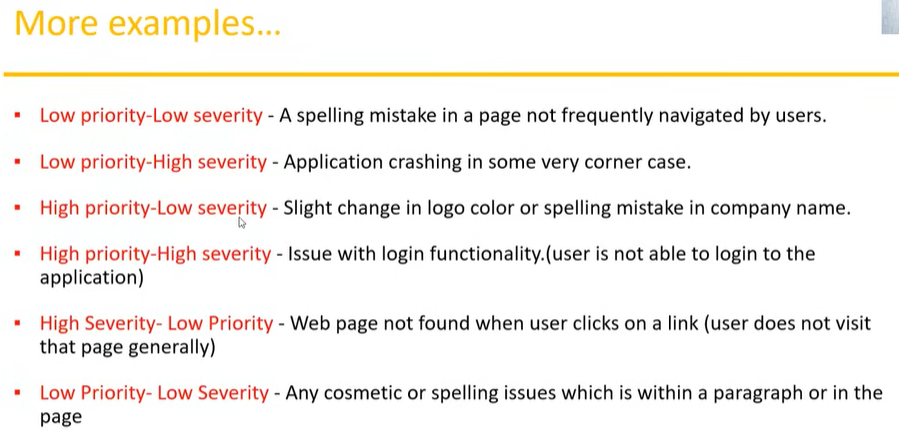 More examples...
▪ Low priority-Low severity - A spelling mistake in a page not frequently navigated by users.
▪ Low priority-High severity - Application crashing in some very corner case.
▪ High priority-Low severity - Slight change in logo color or spelling mistake in company name.
▪ High priority-High severity - Issue with login functionality.(user is not able to login to the
application)
▪ High Severity- Low Priority - Web page not found when user clicks on a link (user does not visit
that page generally)
▪ Low Priority- Low Severity - Any cosmetic or spelling issues which is within a paragraph or in the
page